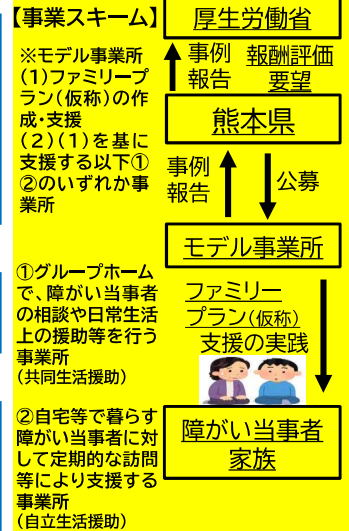 【事業スキーム】
厚生労働省
※モデル事業所
(1)ファミリープ
ラン(仮称)の作
成・支援
(2)(1)を基に
支援する以下①
②のいずれか事
業所
事例
報告
報酬評価
要望
熊本県
事例
報告
公募
モデル事業所
①グループホーム
で、障がい当事者
の相談や日常生活
上の援助等を行う
事業所
(共同生活援助)
ファミリー
プラン(仮称)
支援の実践
②自宅等で暮らす
障がい当事者に対
して定期的な訪問
等により支援する
事業所
(自立生活援助)
障がい当事者
家族